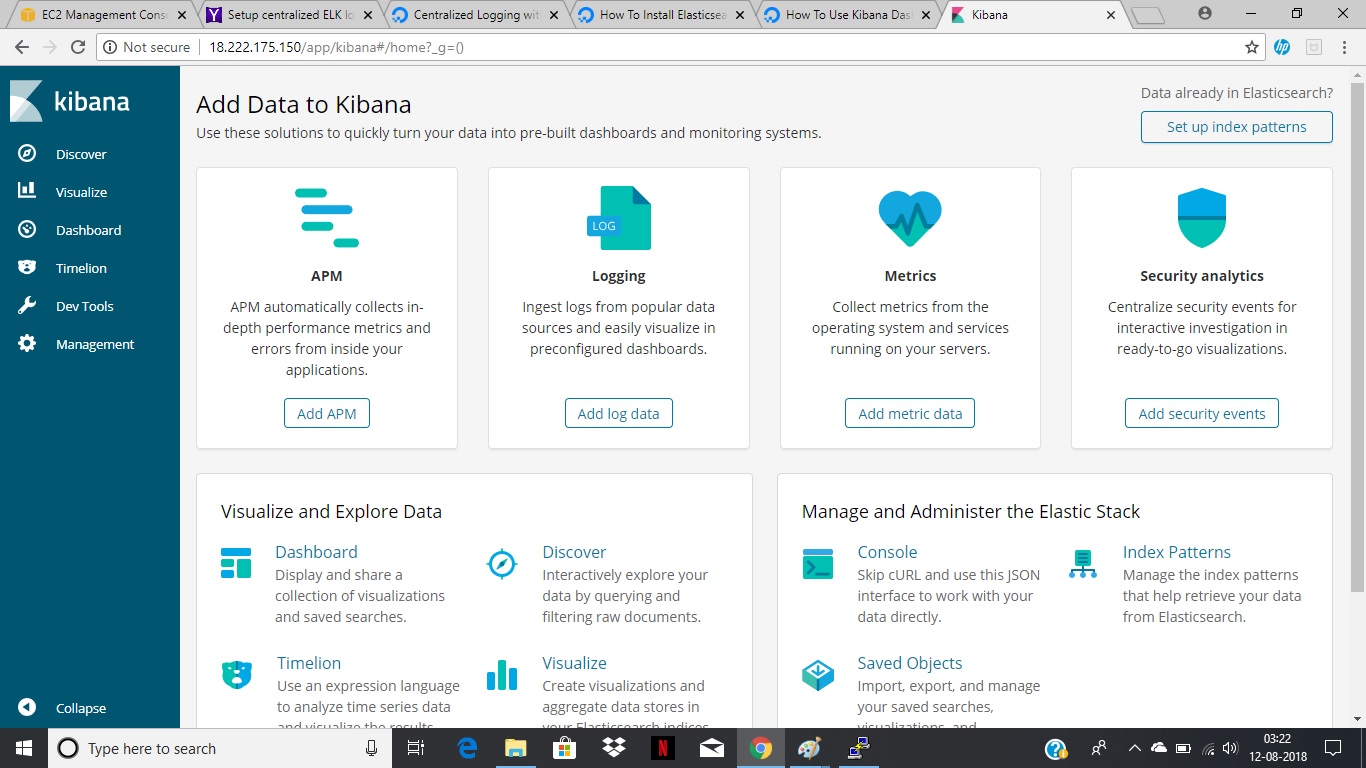 EC2 Management Cons
Setup centralized ELK lo
Centralized Logging wit
How To Install Elasticsea
How To Use Kibana Das
Kibana
Not secure
18.222.175.150/app/kibana#/home?_g=()
kibana
Discover
Visualize
Dashboard
Timelion
Dev Tools
Management
Collapse
Add Data to Kibana
Use these solutions to quickly turn your data into pre-built dashboards and monitoring systems.
Data already in Elasticsearch?
Set up index patterns
APM
APM automatically collects in-
depth performance metrics and
errors from inside your
applications.
Add APM
LOG
Logging
Ingest logs from popular data
sources and easily visualize in
preconfigured dashboards.
Add log data
Metrics
Collect metrics from the
operating system and services
running on your servers.
Add metric data
Security analytics
Centralize security events for
interactive investigation in
ready-to-go visualizations.
Add security events
Visualize and Explore Data
Dashboard
Display and share a
collection of visualizations
and saved searches.
Discover
Interactively explore your
data by querying and
filtering raw documents.
Timelion
Use an expression language
to analyze time series data
and visualize the results
Visualize
Create visualizations and
aggregate data stores in
your Elasticsearch indices
Manage and Administer the Elastic Stack
Console
Skip cURL and use this JSON
interface to work with your
data directly.
Index Patterns
Manage the index patterns
that help retrieve your data
from Elasticsearch.
Saved Objects
Import, export, and manage
your saved searches,
visualizations, and
Type here to search
03:22
12-08-2018